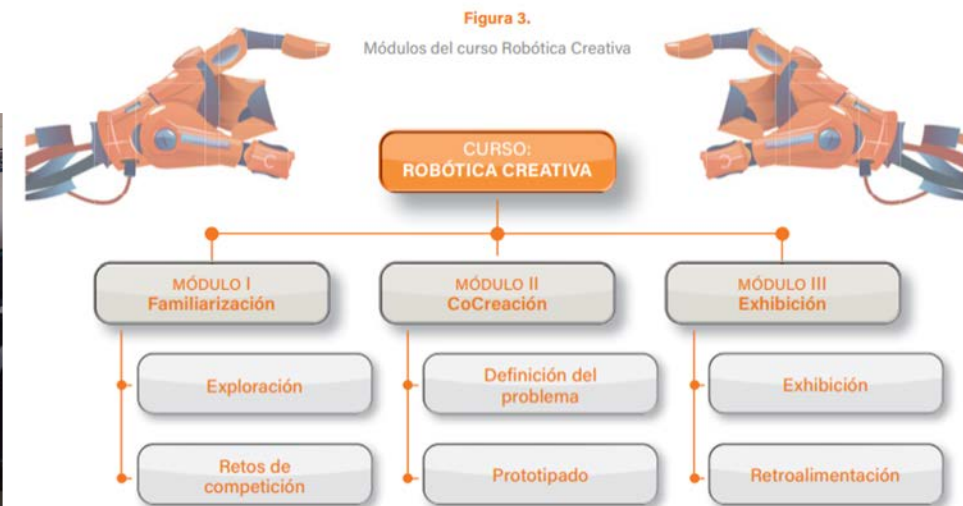 Figura 3.
Módulos del curso Robótica Creativa
CURSO:
ROBÓTICA CREATIVA
MÓDULO I
Familiarización
Exploración
Retos de
competición
MÓDULO II
CoCreación
Definición del
problema
Prototipado
MÓDULO III
Exhibición
Exhibición
Retroalimentación